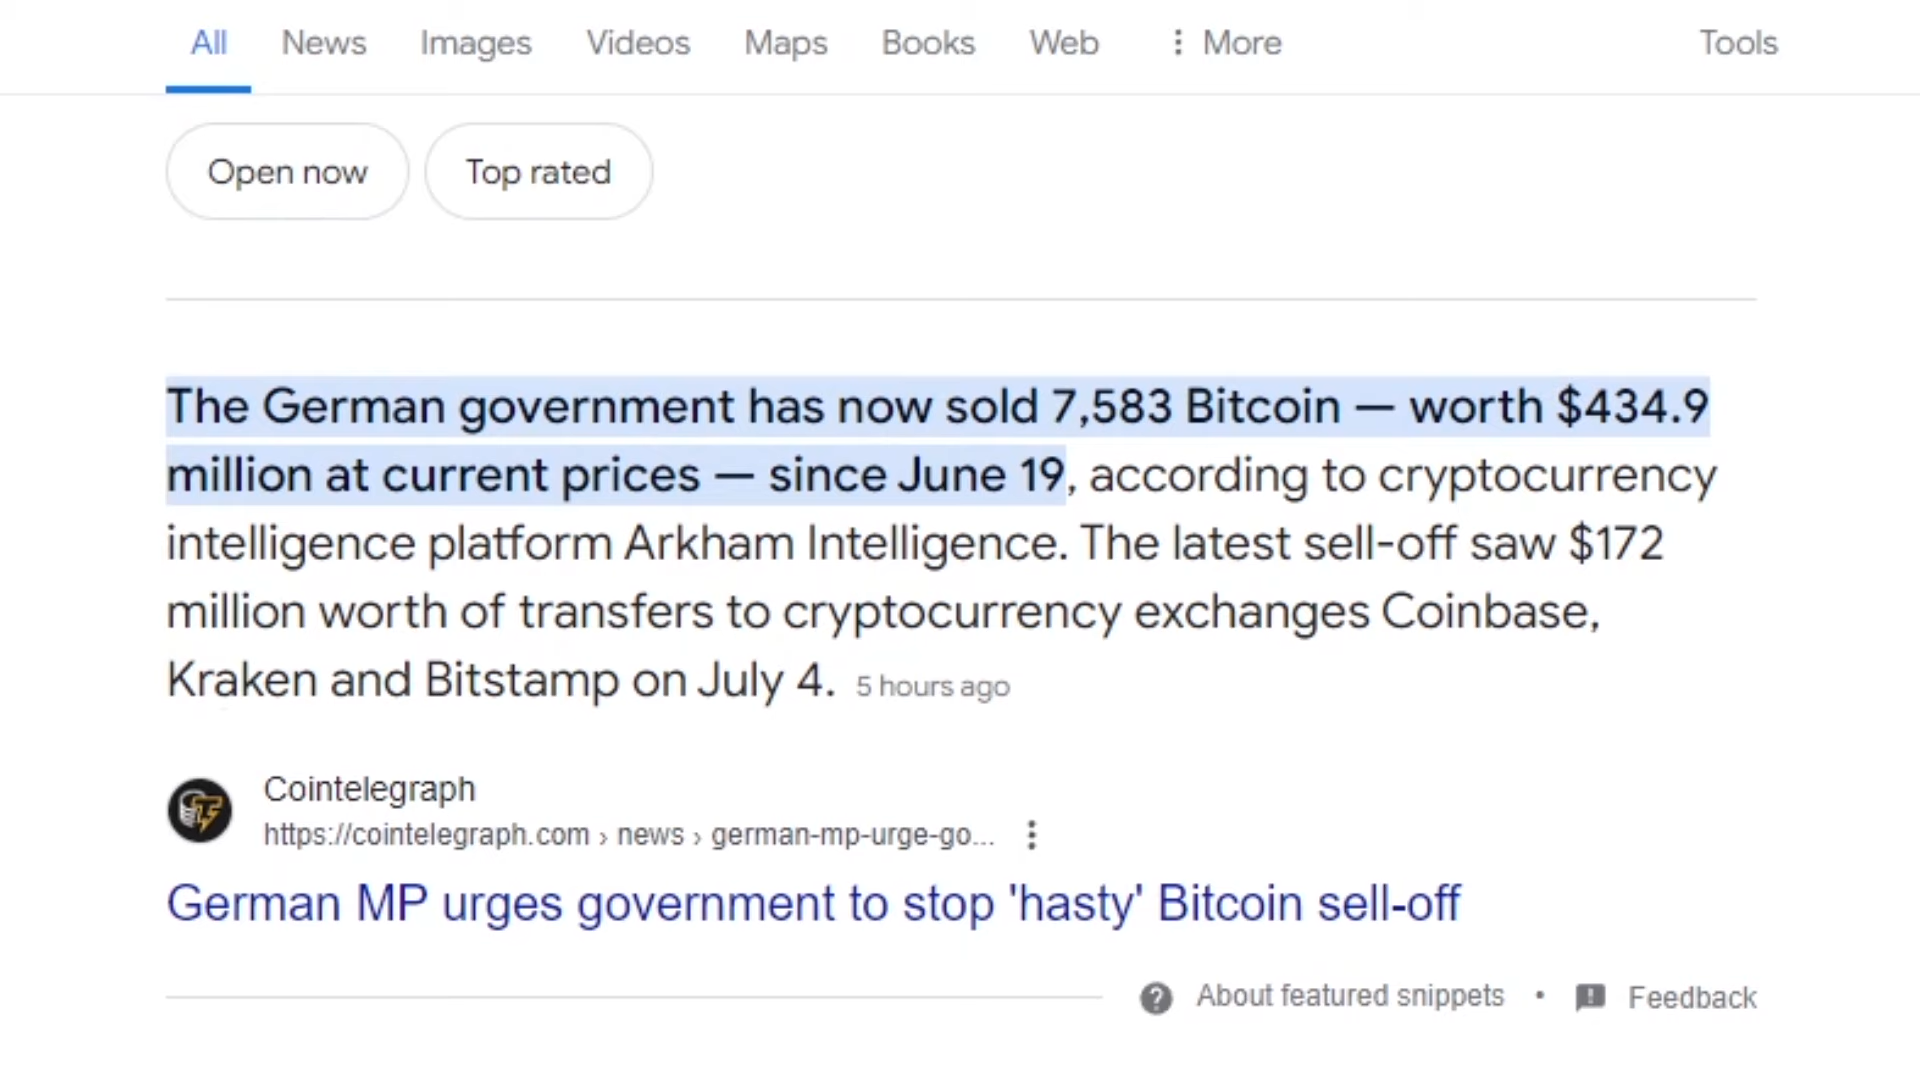 All News Images Videos Maps Books Web More Tools
Open now Top rated
The German government has now sold 7,583 Bitcoin — worth $434.9
million at current prices — since June 19, according to cryptocurrency
intelligence platform Arkham Intelligence. The latest sell-off saw $172
million worth of transfers to cryptocurrency exchanges Coinbase,
Kraken and Bitstamp on July 4. 5 hours ago
Cointelegraph
https://cointelegraph.com › news › german-mp-urge-go...
German MP urges government to stop 'hasty' Bitcoin sell-off
About featured snippets • Feedback